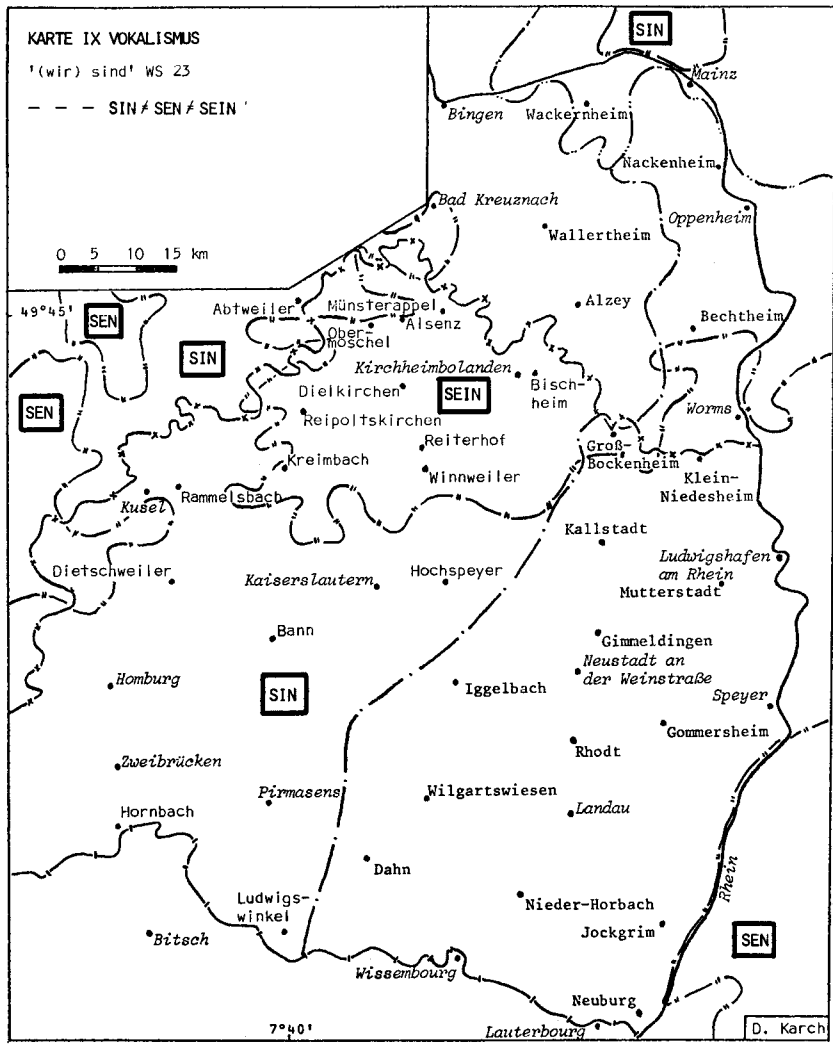 KARTE IX VOKALISMUS
'(wir) sind' WS 23
– – – SIN ≠ SEN ≠ SEIN '
0 5 10 15 km
SIN
Mainz
Bingen
Wackernheim
Nackenheim
Bad Kreuznach
Oppenheim
Wallertheim
49°45'
SEN
Abtweiler
Münsterappel
Alzey
Ober-
moschel
Alsenz
Bechtheim
SIN
Kirchheimbolanden
Bisch-
heim
SEN
Dielkirchen
SEIN
Reipoltskirchen
Worms
Reiterhof
Groß-
Bockenheim
Kreimbach
Winnweiler
Klein-
Niedesheim
Kusel
Rammelsbach
Kallstadt
Ludwigshafen
am Rhein
Dietschweiler
Kaiserslautern
Hochspeyer
Mutterstadt
Bann
Gimmeldingen
Neustadt an
der Weinstraße
Homburg
SIN
Iggelbach
Speyer
Gommersheim
Rhodt
Zweibrücken
Pirmasens
Wilgartswiesen
Landau
Hornbach
Dahn
Rhein
Ludwigs-
winkel
Nieder-Horbach
Jockgrim
Bitsch
SEN
Wissembourg
Neuburg
7°40'
Lauterbourg
D. Karch